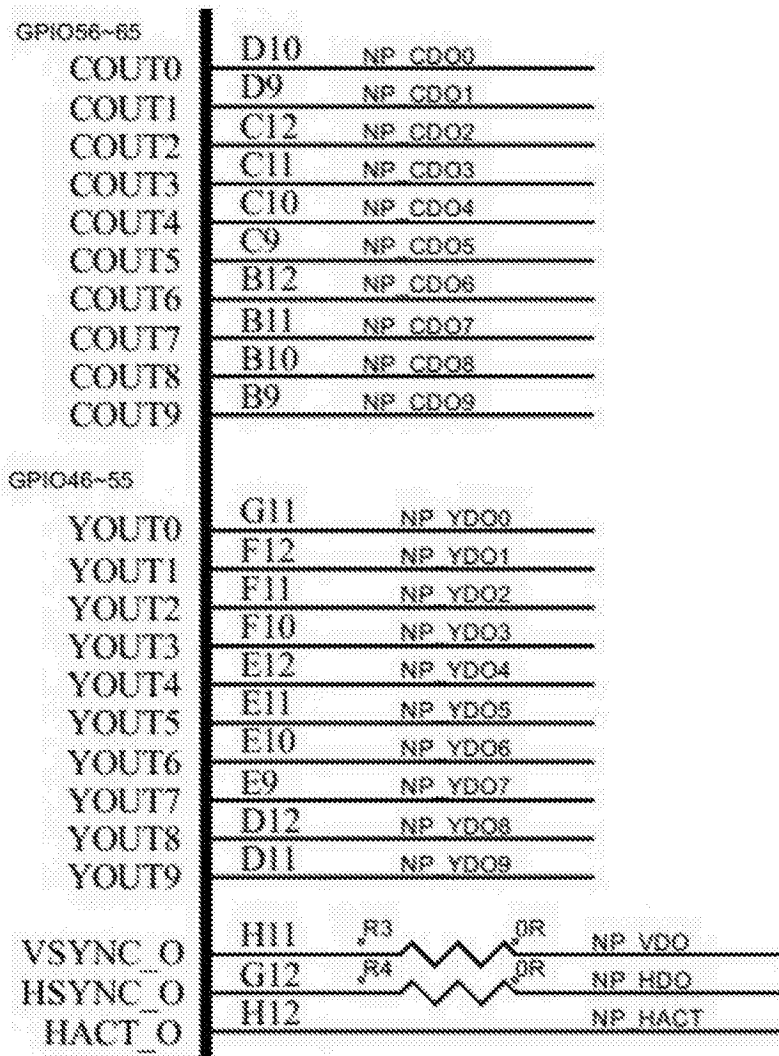 GPIO56~65
COUT0 D10 NP_CDO0
COUT1 D9 NP_CDO1
COUT2 C12 NP_CDO2
COUT3 C11 NP_CDO3
COUT4 C10 NP_CDO4
COUT5 C9 NP_CDO5
COUT6 B12 NP_CDO6
COUT7 B11 NP_CDO7
COUT8 B10 NP_CDO8
COUT9 B9 NP_CDO9
GPIO46~55
YOUT0 G11 NP_YDO0
YOUT1 F12 NP_YDO1
YOUT2 F11 NP_YDO2
YOUT3 F10 NP_YDO3
YOUT4 E12 NP_YDO4
YOUT5 E11 NP_YDO5
YOUT6 E10 NP_YDO6
YOUT7 E9 NP_YDO7
YOUT8 D12 NP_YDO8
YOUT9 D11 NP_YDO9
VSYNC_O H11 R3 0R NP_VDO
HSYNC_O G12 R4 0R NP_HDO
HACT_O H12 NP_HACT